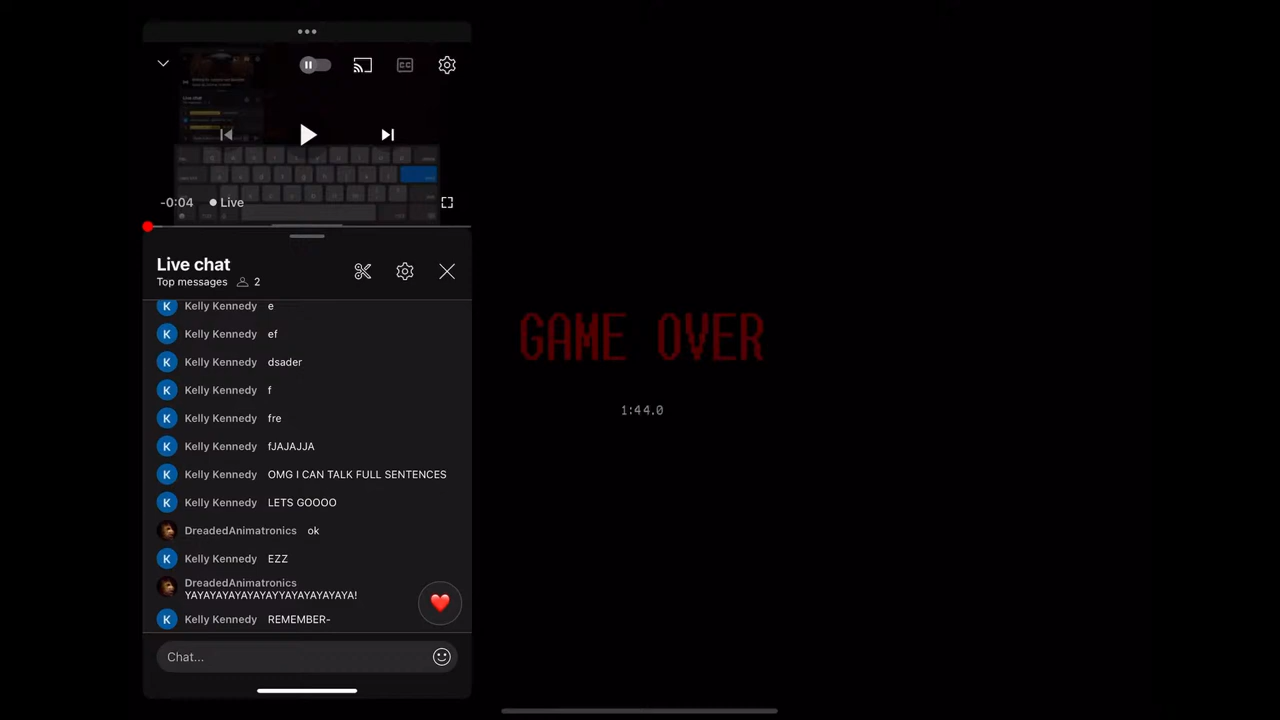 CC
-0:04 Live
Live chat
Top messages 2
K Kelly Kennedy e
K Kelly Kennedy ef
K Kelly Kennedy dsader
K Kelly Kennedy f
K Kelly Kennedy fre
K Kelly Kennedy fJAJAJJA
K Kelly Kennedy OMG I CAN TALK FULL SENTENCES
K Kelly Kennedy LETS GOOOO
DreadedAnimatronics ok
K Kelly Kennedy EZZ
DreadedAnimatronics
YAYAYAYAYAYAYAYYAYAYAYAYAYA!
K Kelly Kennedy REMEMBER-
Chat...
GAME OVER
1:44.0